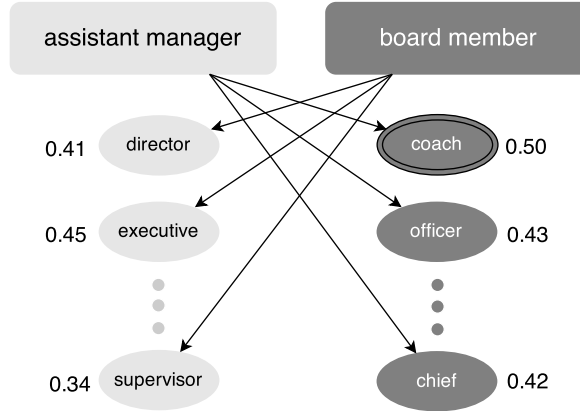 assistant manager
board member
0.41
director
coach
0.50
0.45
executive
officer
0.43
0.34
supervisor
chief
0.42